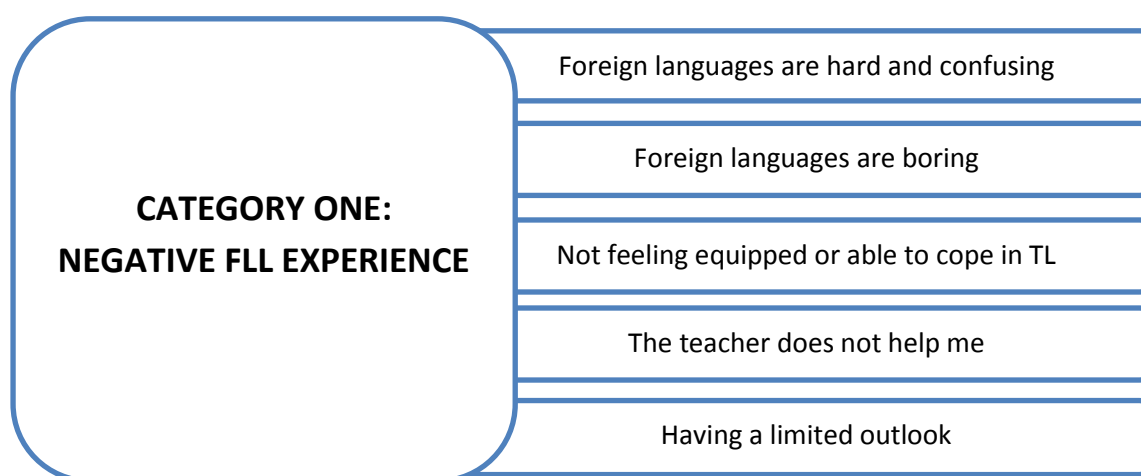 CATEGORY ONE:
NEGATIVE FLL EXPERIENCE
Foreign languages are hard and confusing
Foreign languages are boring
Not feeling equipped or able to cope in TL
The teacher does not help me
Having a limited outlook